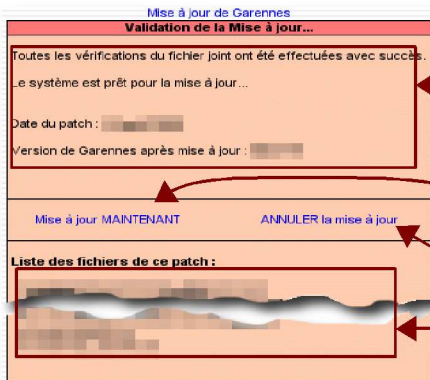 Mise à jour de Garennes
Validation de la Mise à jour...
Toutes les vérifications du fichier joint ont été effectuées avec succès.
Le système est prêt pour la mise à jour...
Date du patch :
Version de Garennes après mise à jour :
Mise à jour MAINTENANT ANNULER la mise à jour
Liste des fichiers de ce patch :